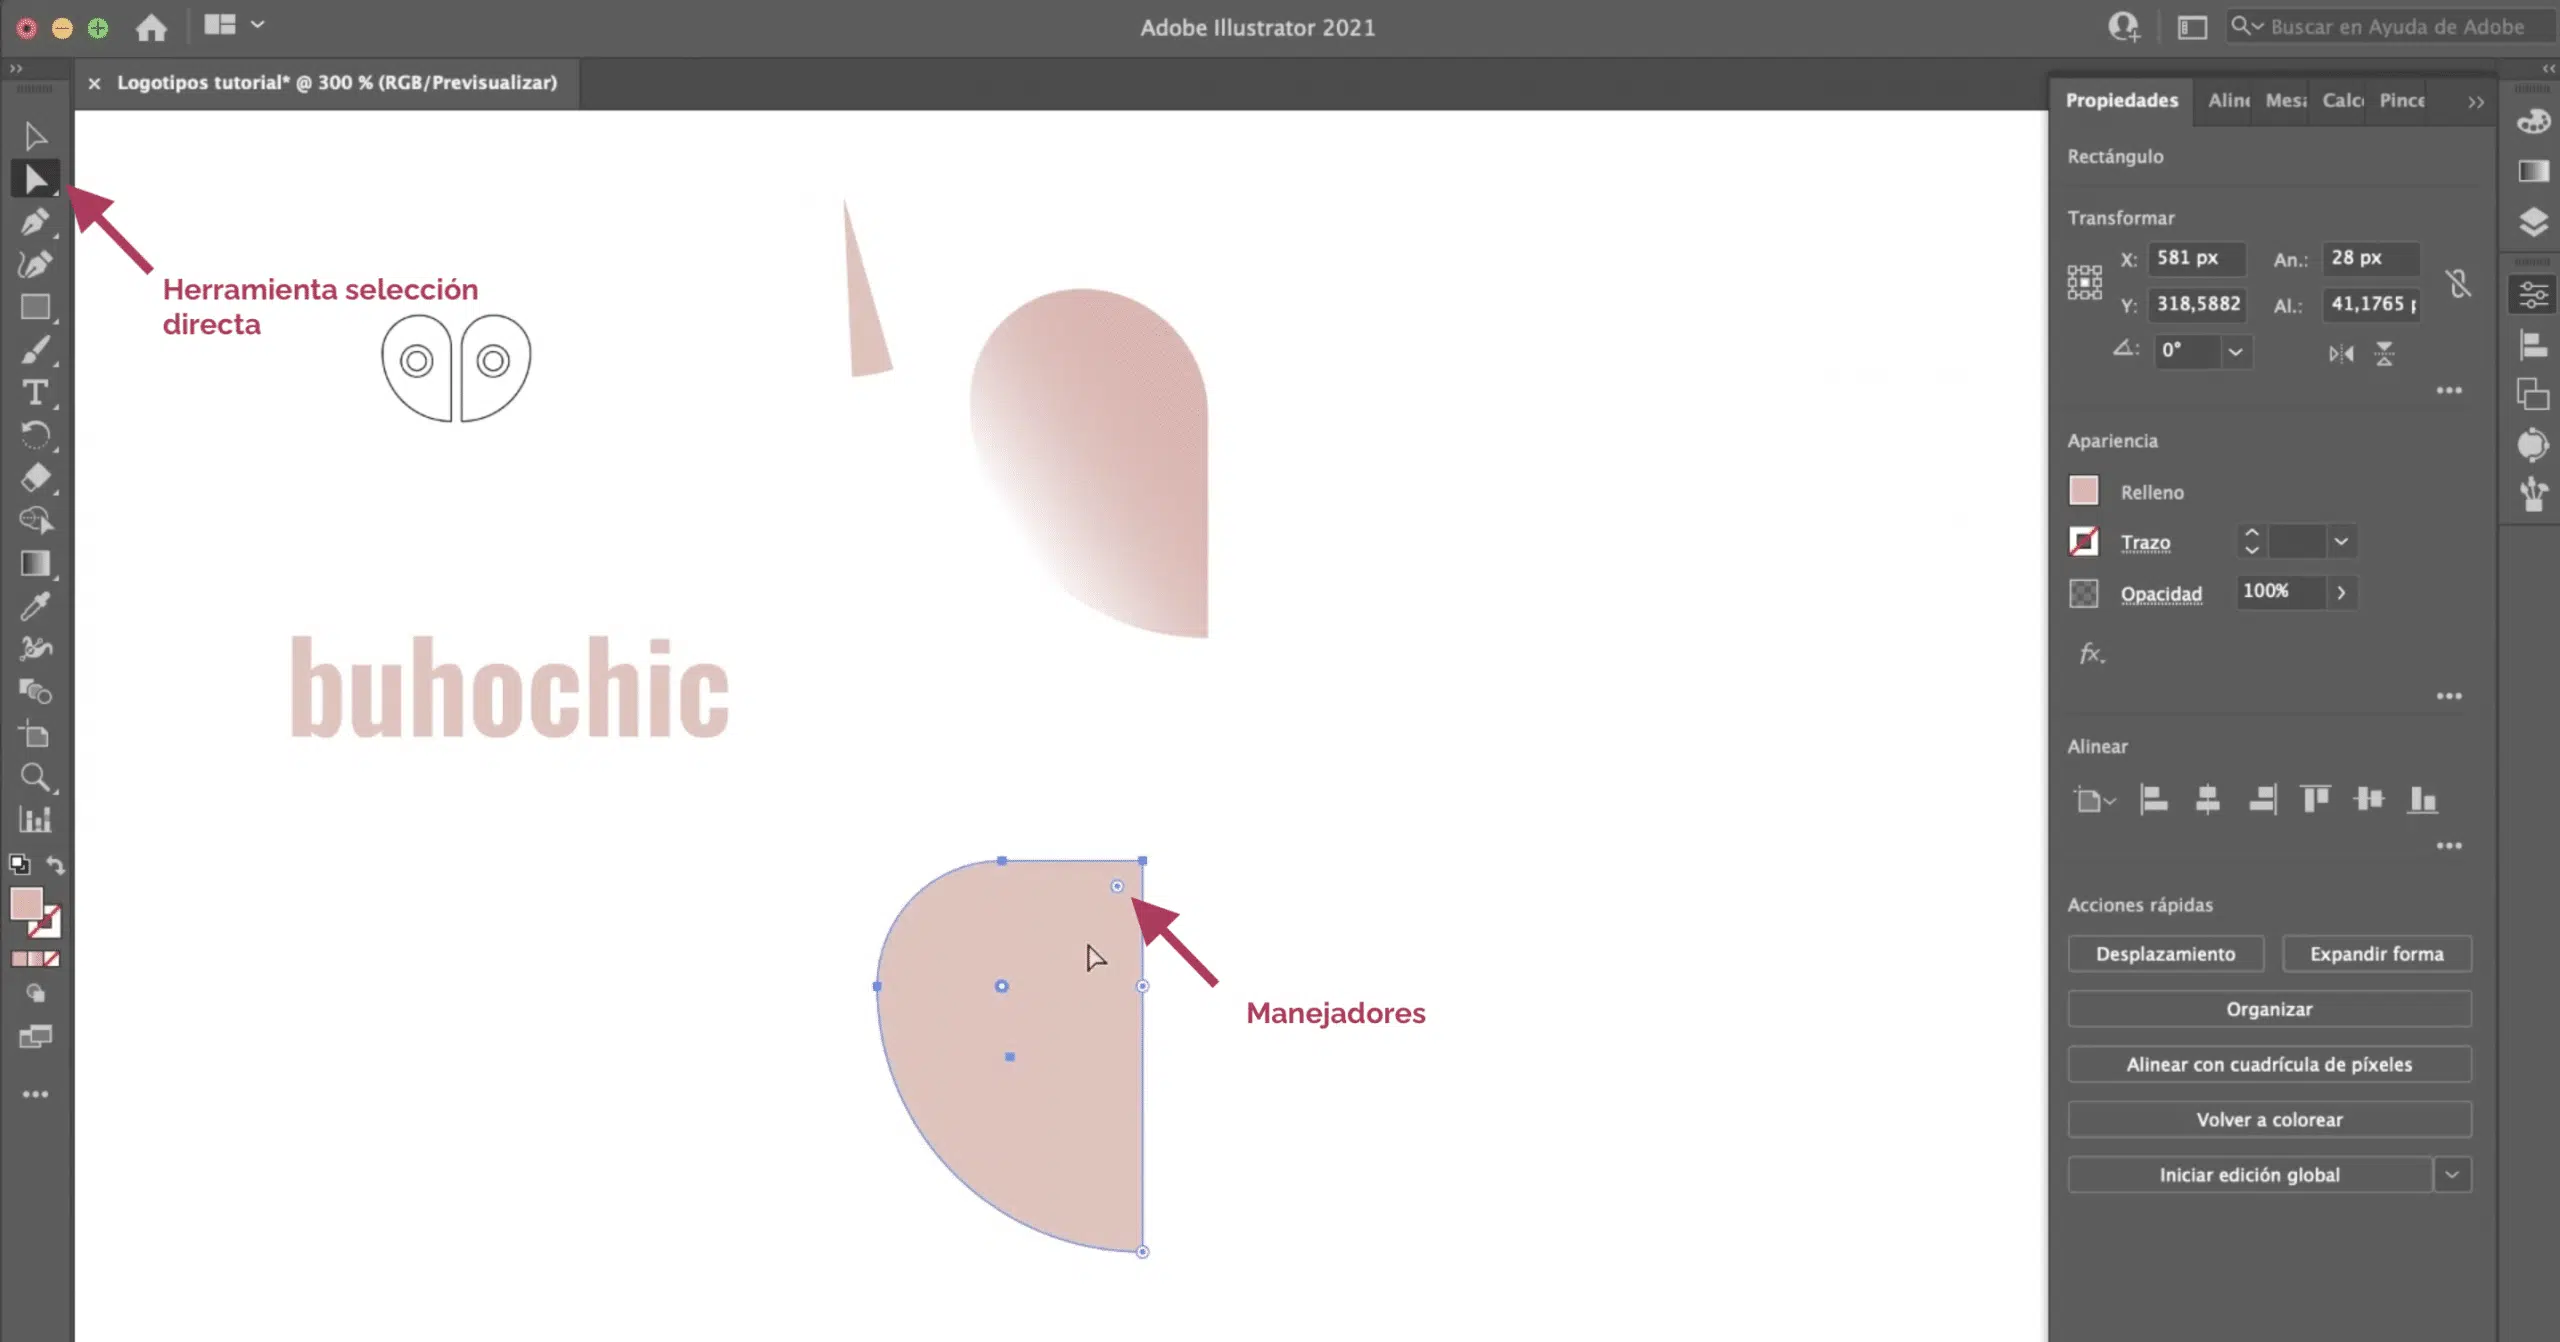 Adobe Illustrator 2021
Buscar en Ayuda de Adobe
Logotipos tutorial* @ 300 % (RGB/Previsualizar)
Propiedades Aline Mesa Calc Pince
Rectángulo
Transformar
X: 581 px An.: 28 px
Y: 318,5882 Al.: 41,1765
0°
Apariencia
Relleno
Trazo
Opacidad 100%
fx
Alinear
Acciones rápidas
Desplazamiento Expandir forma
Organizar
Alinear con cuadrícula de píxeles
Volver a colorear
Iniciar edición global
Herramienta selección
directa
buhochic
Manejadores